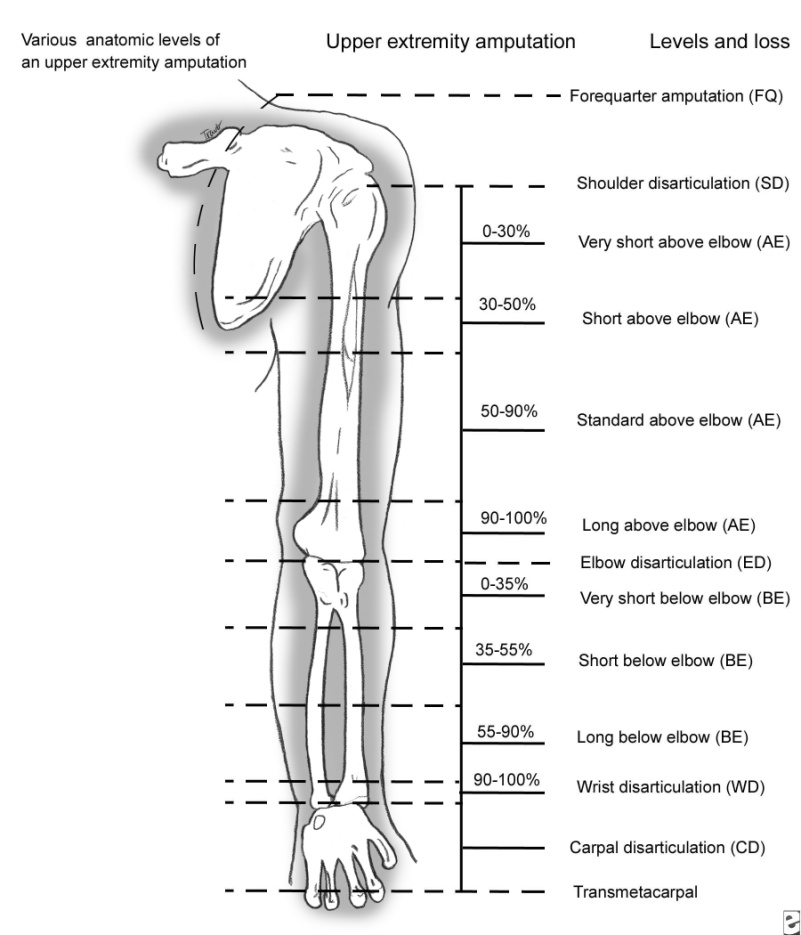 Various anatomic levels of
an upper extremity amputation
Upper extremity amputation
Levels and loss
Forequarter amputation (FQ)
Shoulder disarticulation (SD)
0-30%
Very short above elbow (AE)
30-50%
Short above elbow (AE)
50-90%
Standard above elbow (AE)
90-100%
Long above elbow (AE)
Elbow disarticulation (ED)
0-35%
Very short below elbow (BE)
35-55%
Short below elbow (BE)
55-90%
Long below elbow (BE)
90-100%
Wrist disarticulation (WD)
Carpal disarticulation (CD)
Transmetacarpal
e